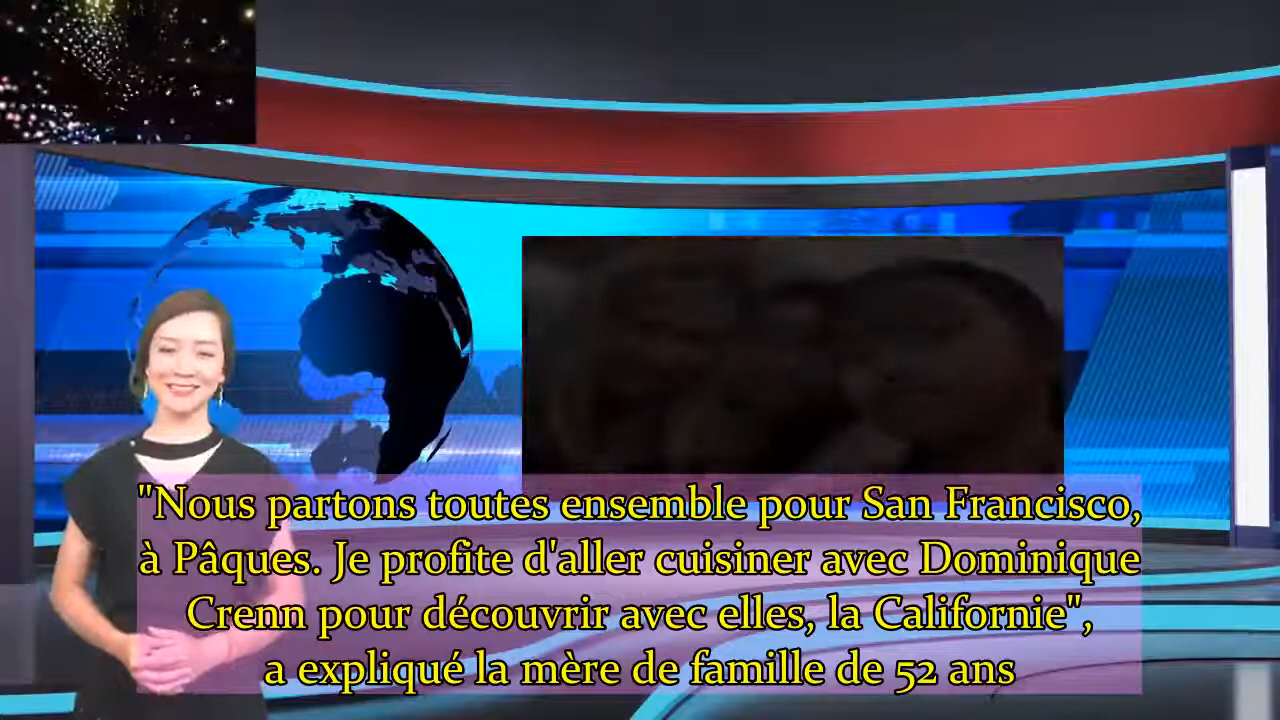 "Nous partons toutes ensemble pour San Francisco,
à Pâques. Je profite d'aller cuisiner avec Dominique
Crenn pour découvrir avec elles, la Californie",
a expliqué la mère de famille de 52 ans